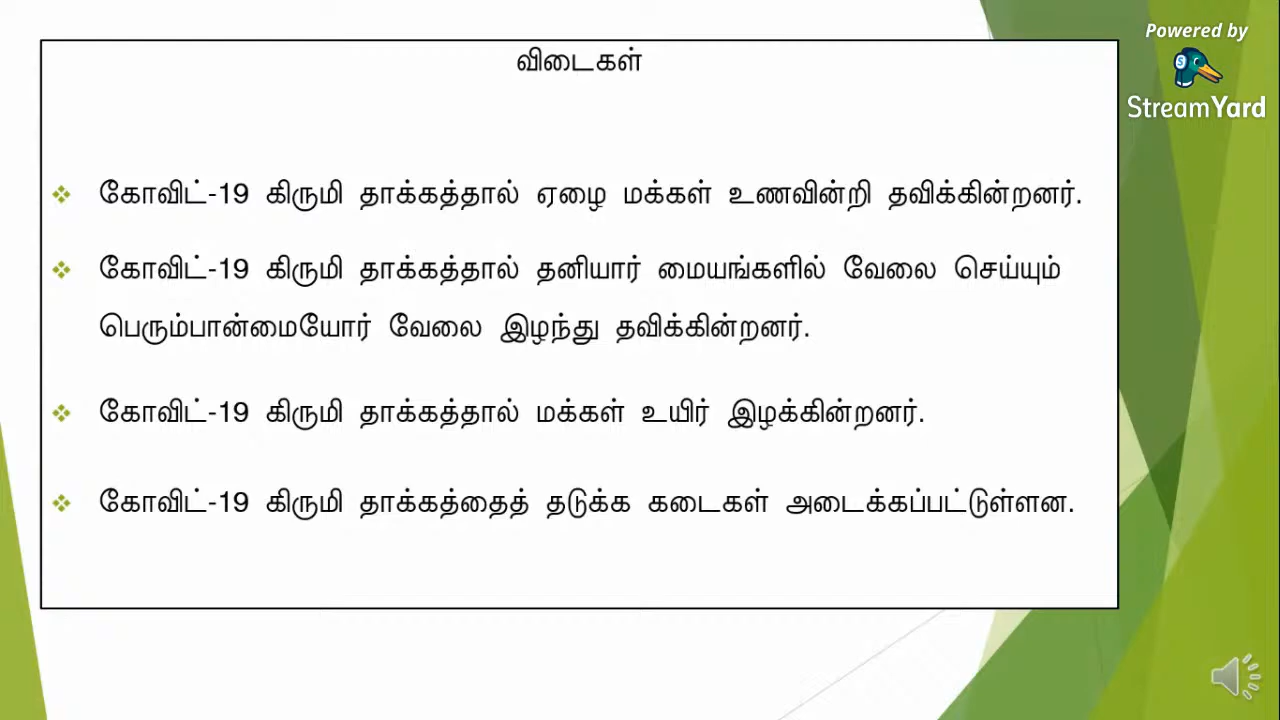 விடைகள்
Powered by
StreamYard
கோவிட்-19 கிருமி தாக்கத்தால் ஏழை மக்கள் உணவின்றி தவிக்கின்றனர்.
கோவிட்-19 கிருமி தாக்கத்தால் தனியார் மையங்களில் வேலை செய்யும்
பெரும்பான்மையோர் வேலை இழந்து தவிக்கின்றனர்.
கோவிட்-19 கிருமி தாக்கத்தால் மக்கள் உயிர் இழக்கின்றனர்.
கோவிட்-19 கிருமி தாக்கத்தைத் தடுக்க கடைகள் அடைக்கப்பட்டுள்ளன.